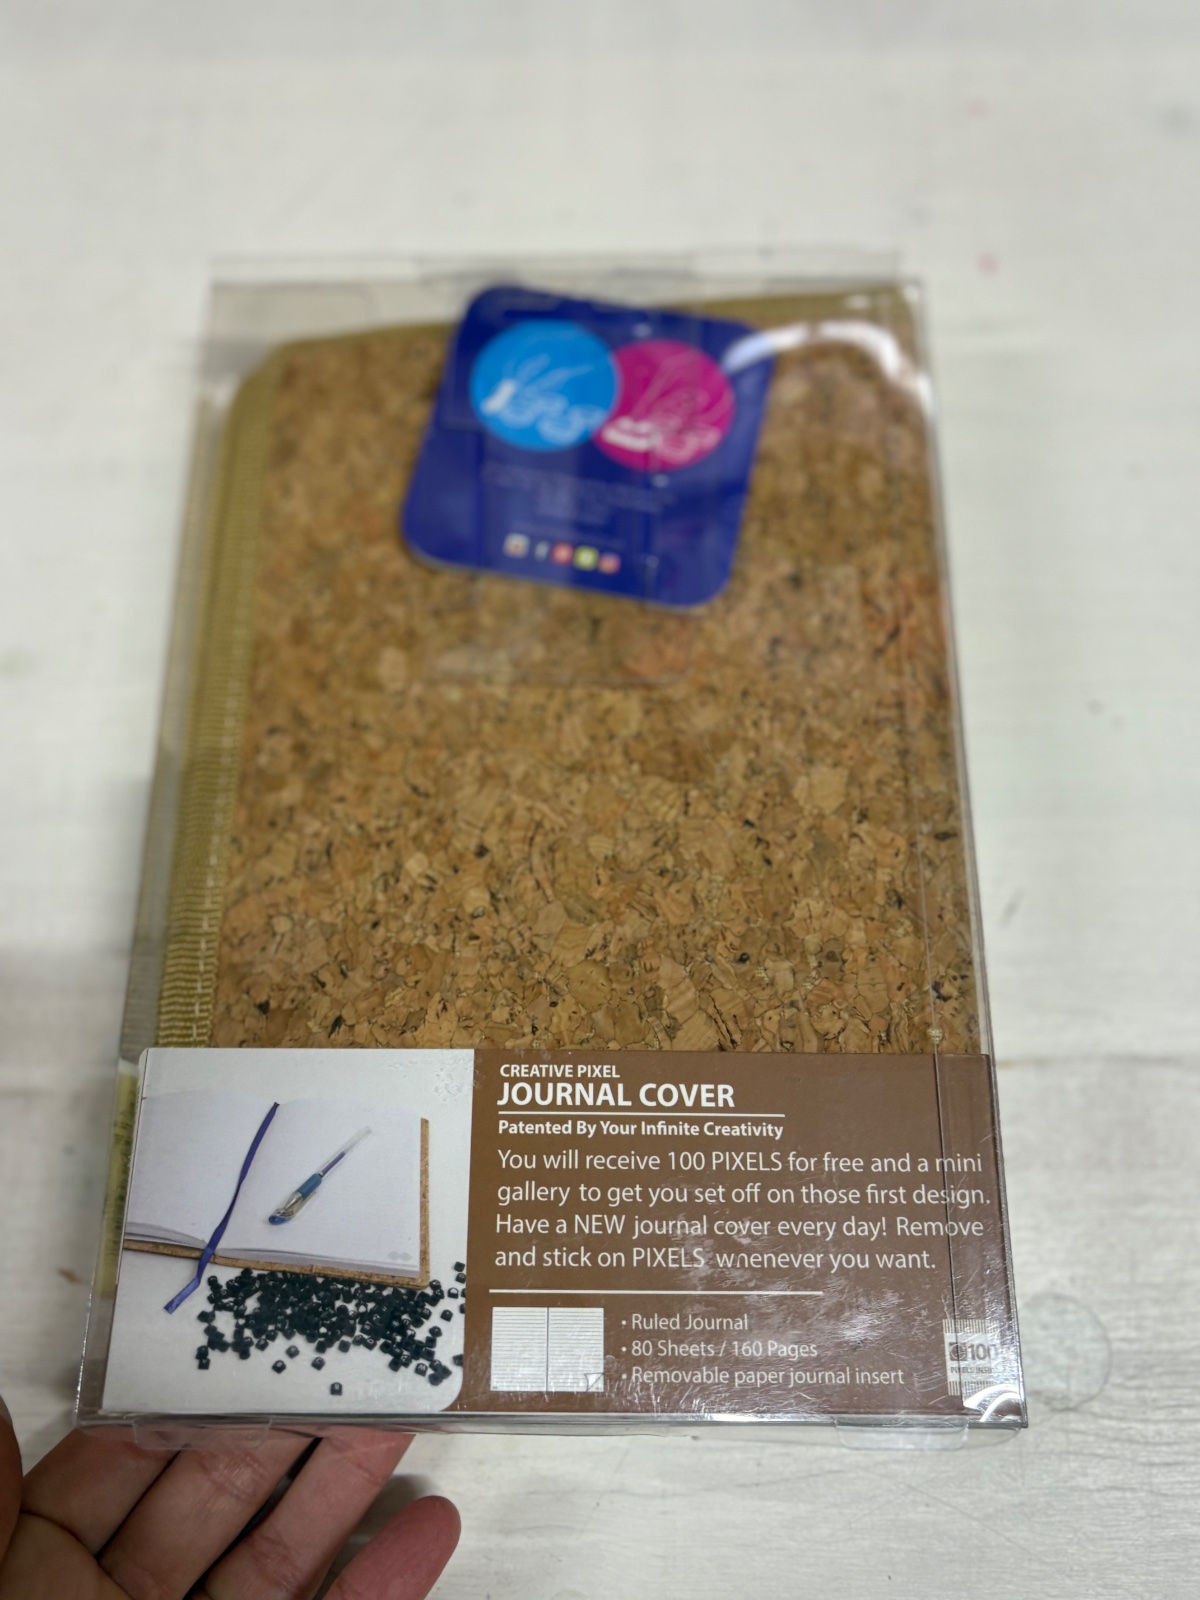 CREATIVE PIXEL
JOURNAL COVER
Patented By Your Infinite Creativity
You will receive 100 PIXELS for free and a mini
gallery to get you set off on those first design.
Have a NEW journal cover every day! Remove
and stick on PIXELS whenever you want.
• Ruled Journal
• 80 Sheets / 160 Pages
• Removable paper journal insert
100